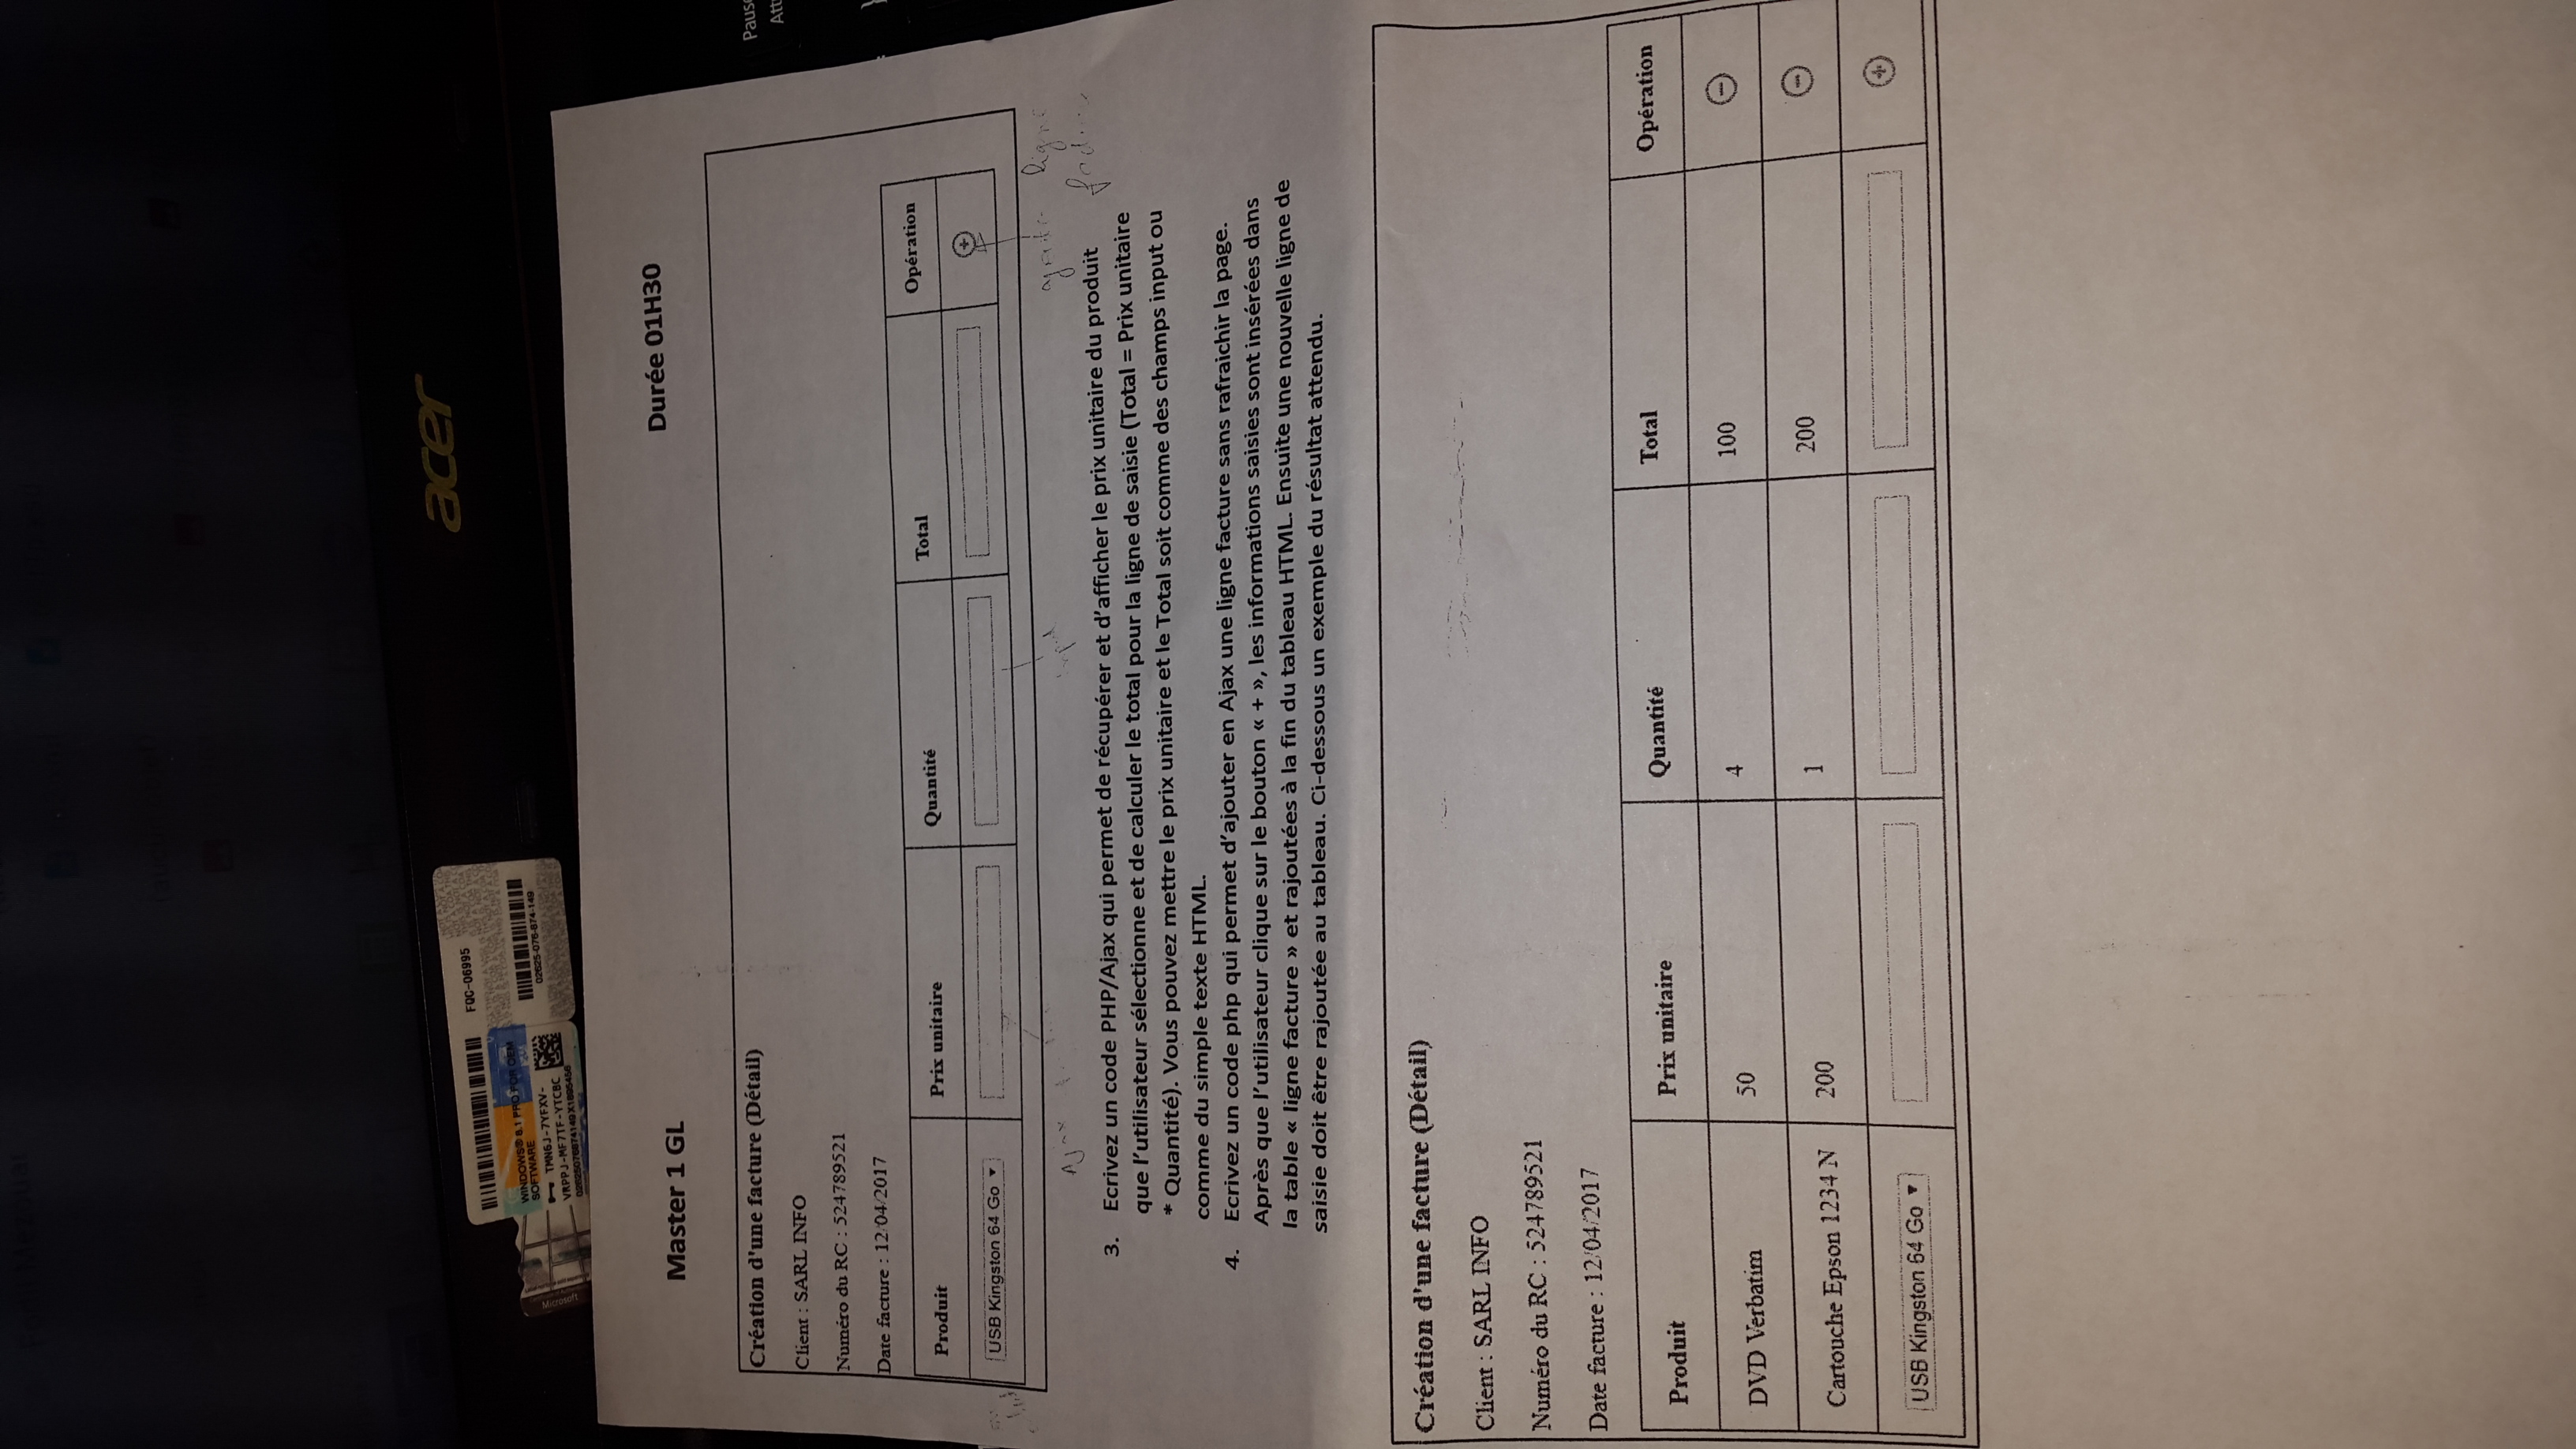 acer
FQC-06995
WINDOWS® 8.1 PRO FOR OEM
SOFTWARE
02625-076-874-149
Pause
Att
Master 1 GL
Durée 01H30
Création d'une facture (Détail)
Client : SARL INFO
Numéro du RC : 524789521
Date facture : 12/04/2017
Produit Prix unitaire Quantité Total Opération
USB Kingston 64 Go +
Ajax input ligne
3. Ecrivez un code PHP/Ajax qui permet de récupérer et d'afficher le prix unitaire du produit
que l'utilisateur sélectionne et de calculer le total pour la ligne de saisie (Total = Prix unitaire
* Quantité). Vous pouvez mettre le prix unitaire et le Total soit comme des champs input ou
comme du simple texte HTML.
4. Ecrivez un code php qui permet d'ajouter en Ajax une ligne facture sans rafraichir la page.
Après que l'utilisateur clique sur le bouton « + », les informations saisies sont insérées dans
la table « ligne facture » et rajoutées à la fin du tableau HTML. Ensuite une nouvelle ligne de
saisie doit être rajoutée au tableau. Ci-dessous un exemple du résultat attendu.
Création d'une facture (Détail)
Client : SARL INFO
Numéro du RC : 524789521
Date facture : 12/04/2017
Produit Prix unitaire Quantité Total Opération
DVD Verbatim 50 4 100 −
Cartouche Epson 1234 N 200 1 200 −
USB Kingston 64 Go +